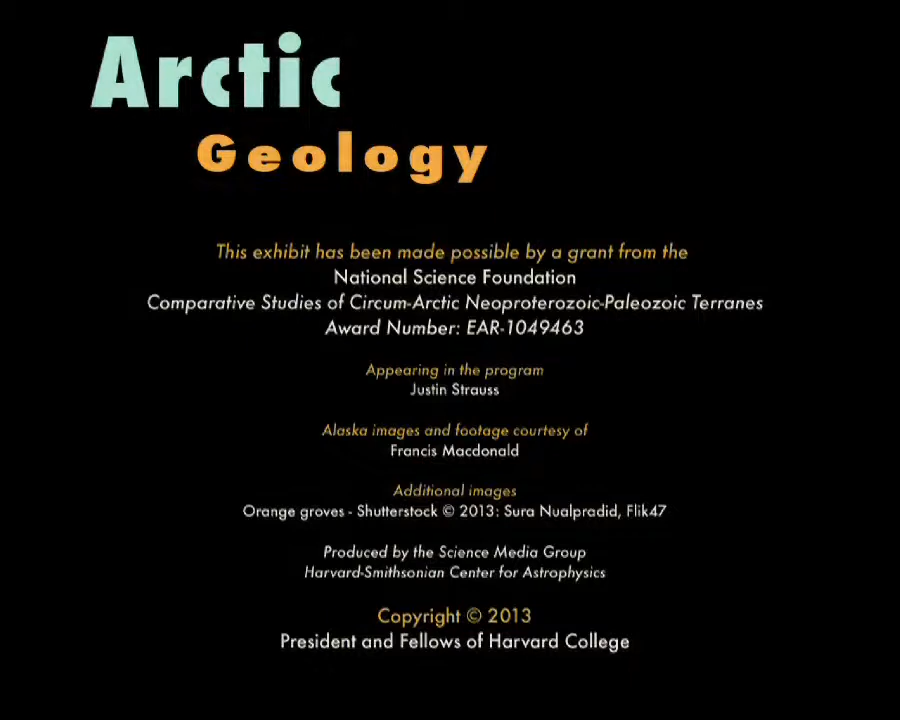 Arctic
Geology
This exhibit has been made possible by a grant from the
National Science Foundation
Comparative Studies of Circum-Arctic Neoproterozoic-Paleozoic Terranes
Award Number: EAR-1049463
Appearing in the program
Justin Strauss
Alaska images and footage courtesy of
Francis Macdonald
Additional images
Orange groves - Shutterstock © 2013: Sura Nualpradid, Flik47
Produced by the Science Media Group
Harvard-Smithsonian Center for Astrophysics
Copyright © 2013
President and Fellows of Harvard College